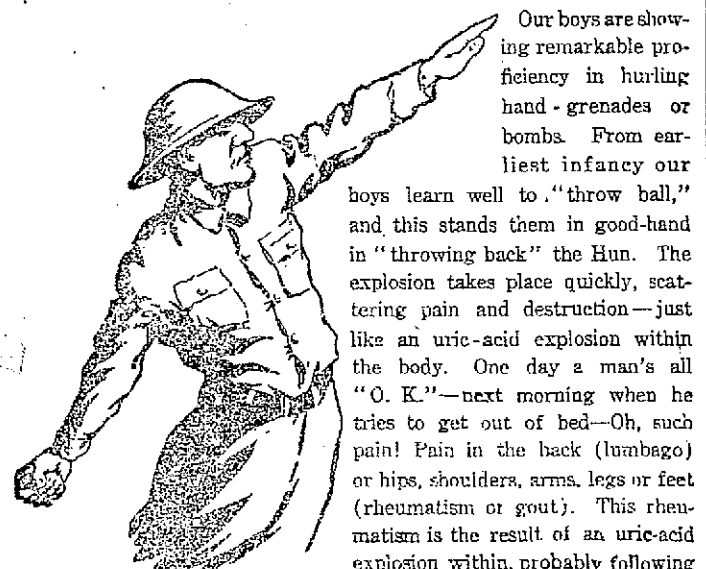 Our boys are show-
ing remarkable pro-
ficiency in hurling
hand-grenades or
bombs. From ear-
liest infancy our
boys learn well to "throw ball,"
and this stands them in good-hand
in "throwing back" the Hun. The
explosion takes place quickly, scat-
tering pain and destruction—just
like an uric-acid explosion within
the body. One day a man's all
"O. K."—next morning when he
tries to get out of bed—Oh, such
pain! Pain in the back (lumbago)
or hips, shoulders, arms, legs or feet
(rheumatism or gout). This rheu-
matism is the result of an uric-acid
explosion within, probably following